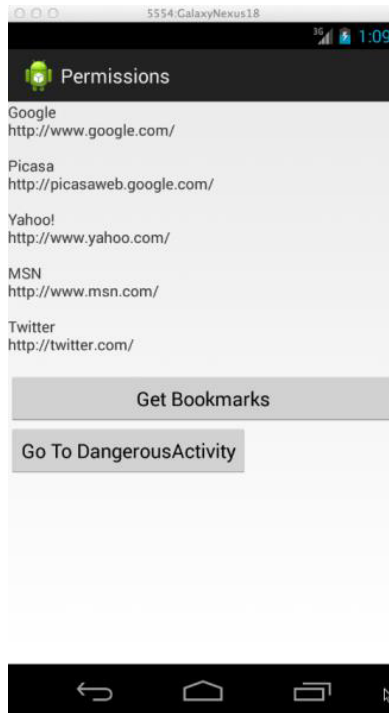 5554:GalaxyNexus18
3G 1:09
Permissions
Google
http://www.google.com/
Picasa
http://picasaweb.google.com/
Yahoo!
http://www.yahoo.com/
MSN
http://www.msn.com/
Twitter
http://twitter.com/
Get Bookmarks
Go To DangerousActivity